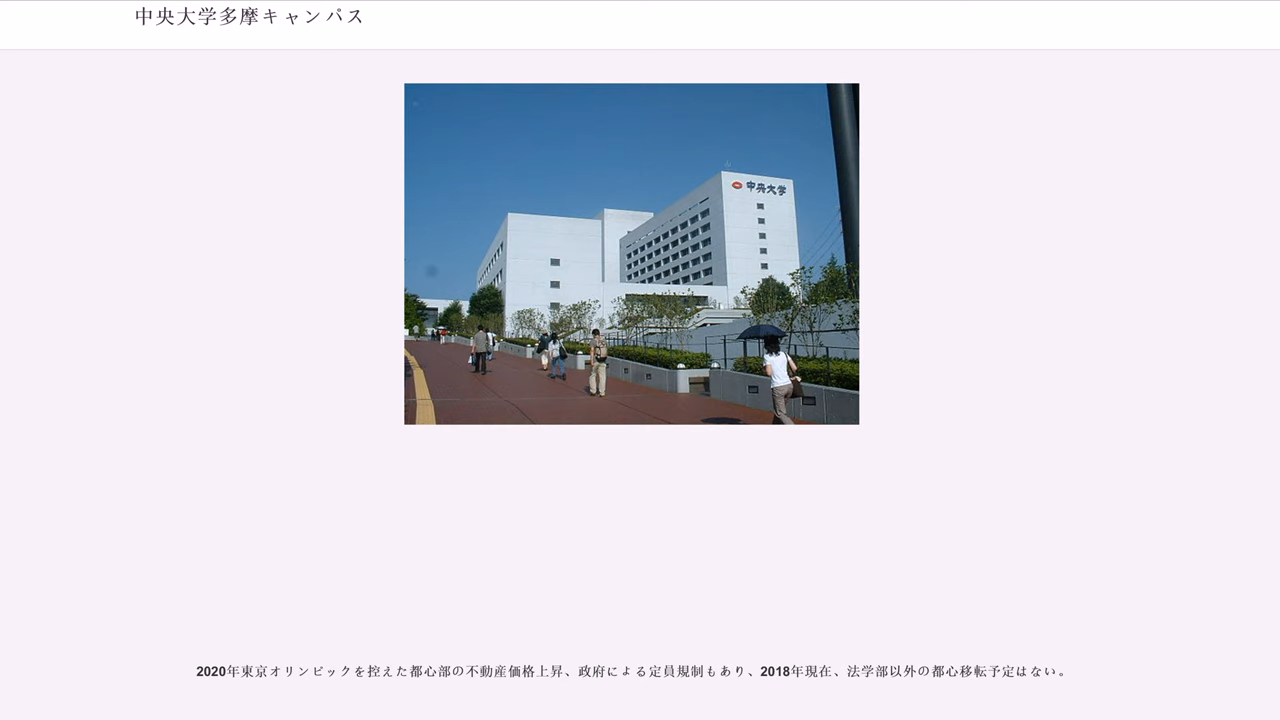 中央大学多摩キャンパス
中央大学
2020年東京オリンピックを控えた都心部の不動産価格上昇、政府による定員規制もあり、2018年現在、法学部以外の都心移転予定はない。